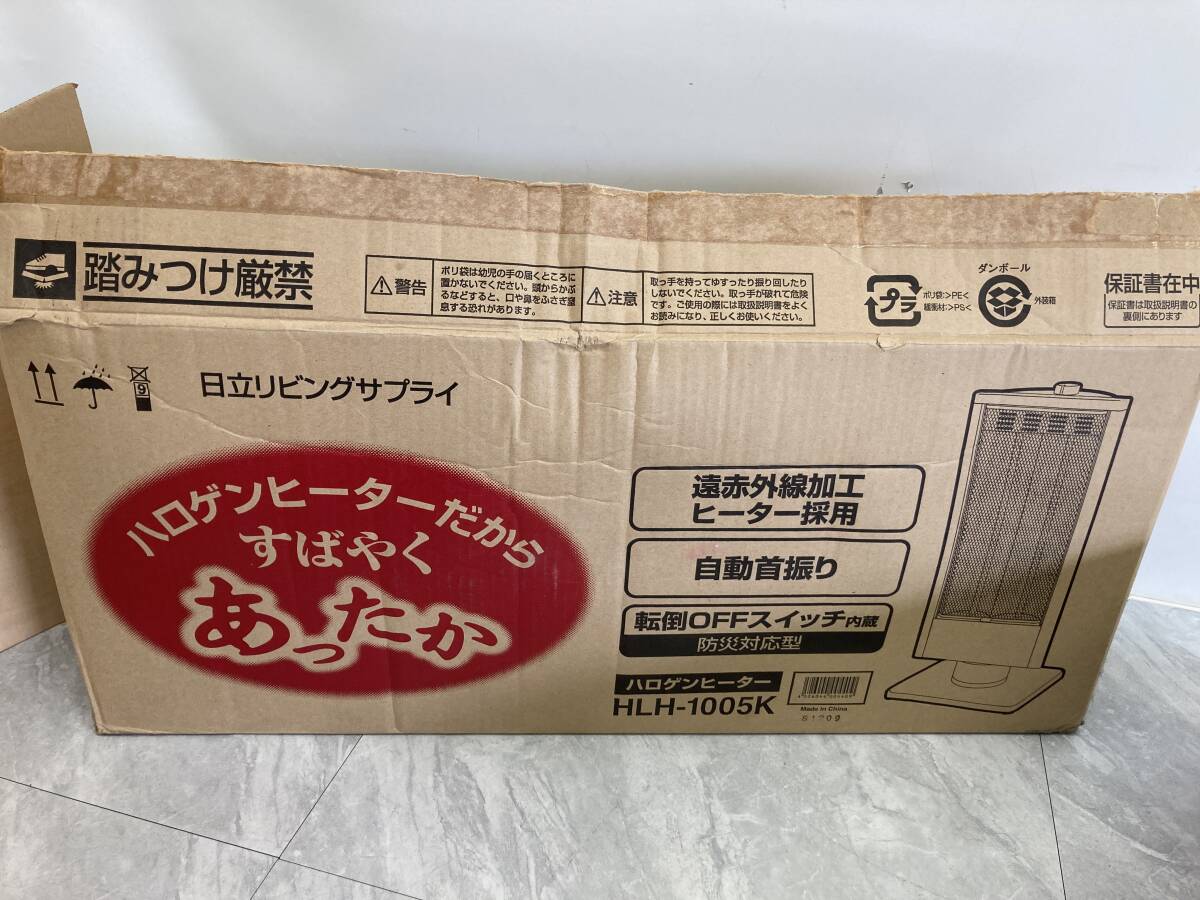 踏みつけ厳禁
警告
ポリ袋は幼児の手の届くところに
置かないでください。頭からかぶ
るなどすると、口や鼻をふさぎ窒
息する恐れがあります。
注意
取っ手を持ってゆすったり振り回したり
しないでください。取っ手が破れて危険
です。ご使用の際には取扱説明書をよく
お読みになり、正しくお使いください。
プラ
ポリ袋:>PE<
緩衝材:>PS<
ダンボール
外装箱
保証書在中
保証書は取扱説明書の
裏側にあります
9
日立リビングサプライ
ハロゲンヒーターだから
すばやく
あったか
遠赤外線加工
ヒーター採用
自動首振り
転倒OFFスイッチ内蔵
防災対応型
ハロゲンヒーター
HLH-1005K
Made in China